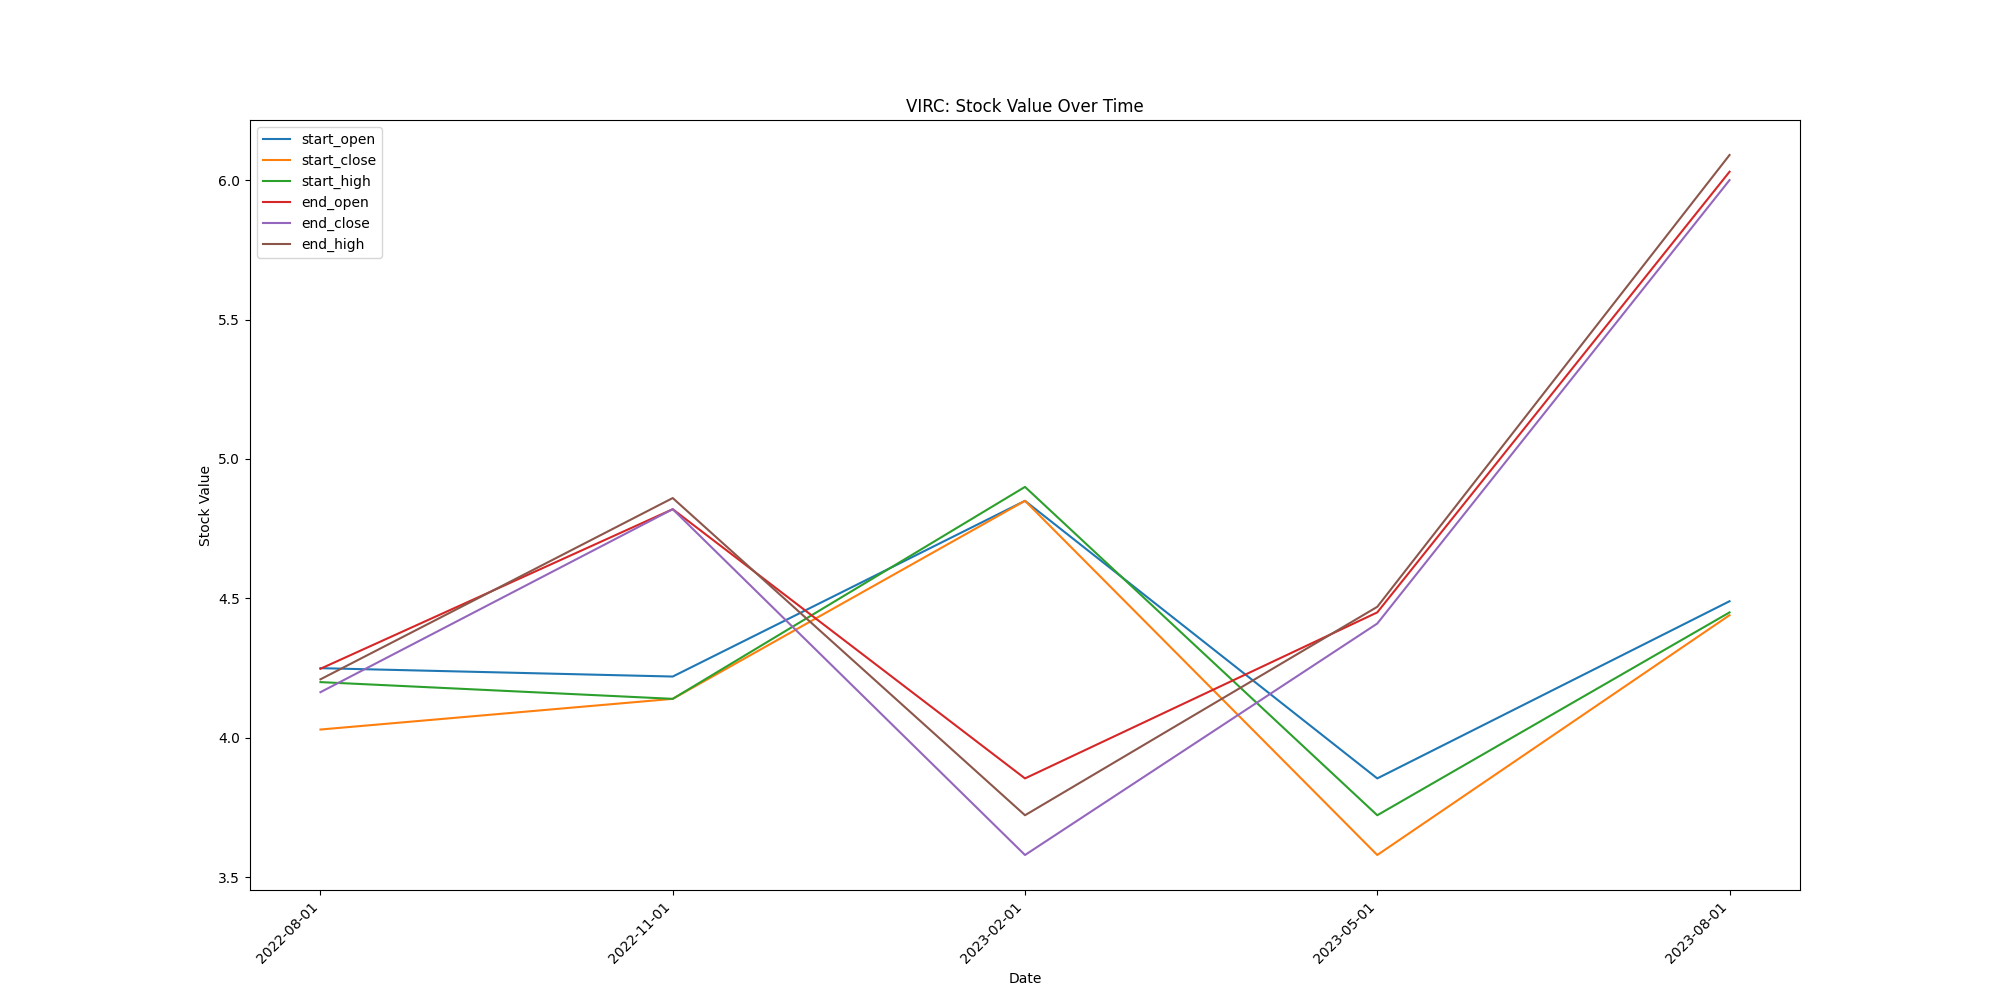 VIRC: Stock Value Over Time
start_open
start_close
start_high
end_open
end_close
end_high
6.0
5.5
5.0
4.5
4.0
3.5
Stock Value
2022-08-01
2022-11-01
2023-02-01
2023-05-01
2023-08-01
Date